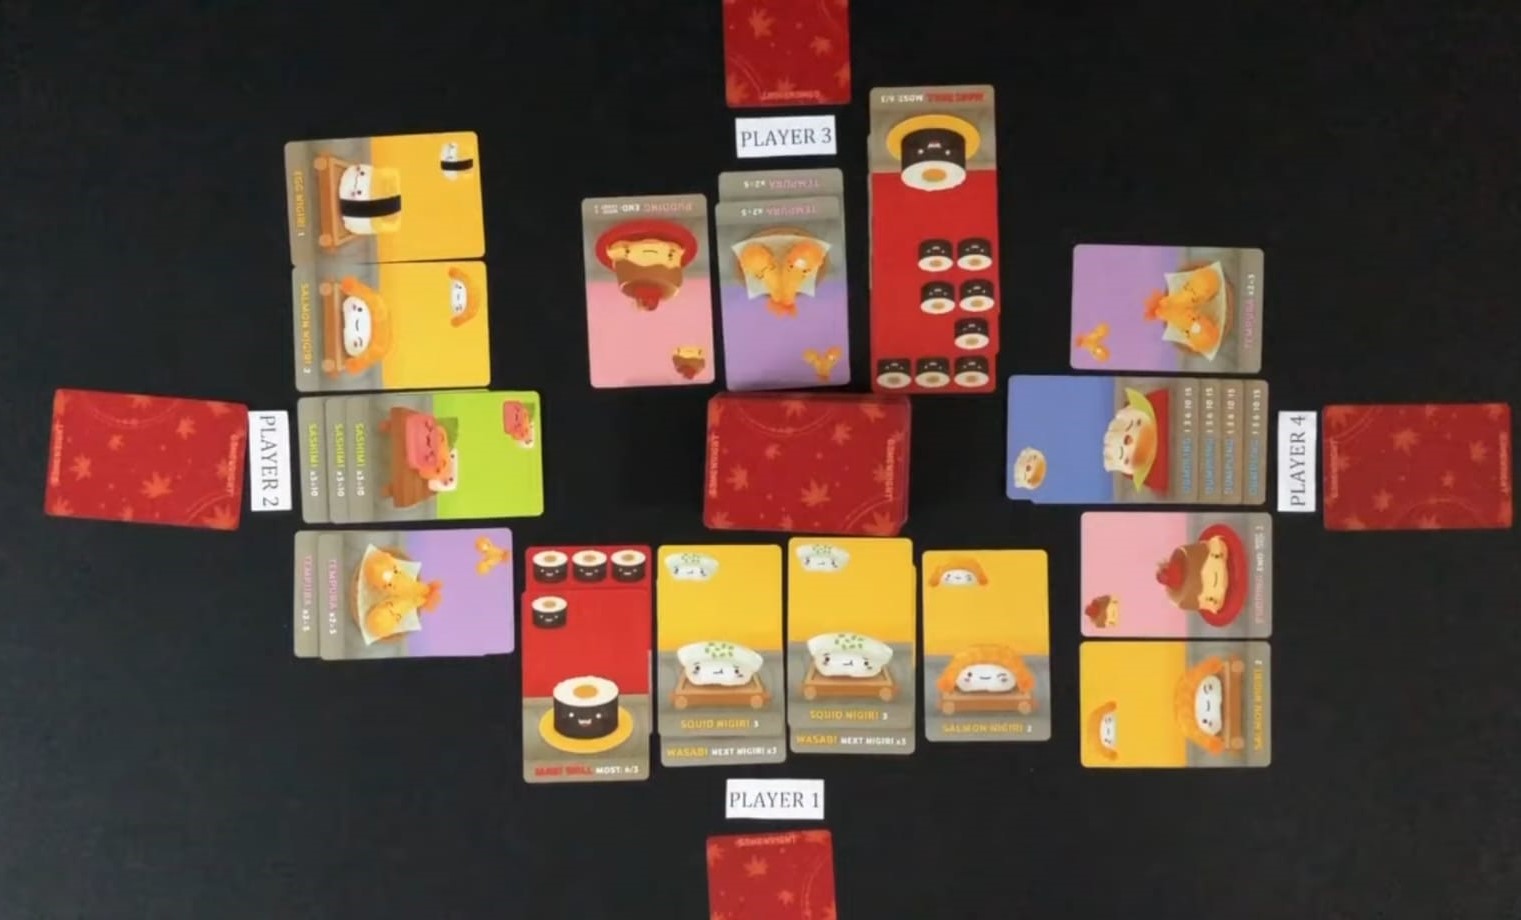 MAKI ROLL MOST: 6/3
PLAYER 3
TEMPURA x2=5
TEMPURA x2=5
EGG NIGIRI 1
SALMON NIGIRI 2
TEMPURA x2=5
PLAYER 2
SASHIMI x3=10
SASHIMI x3=10
SASHIMI x3=10
TEMPURA x2=5
TEMPURA x2=5
DUMPLING 1 3 6 10 15
DUMPLING 1 3 6 10 15
DUMPLING 1 3 6 10 15
DUMPLING 1 3 6 10 15
PLAYER 4
SALMON NIGIRI 2
MAKI ROLL MOST: 6/3
SQUID NIGIRI 3
WASABI NEXT NIGIRI x3
SQUID NIGIRI 3
WASABI NEXT NIGIRI x3
SALMON NIGIRI 2
PLAYER 1